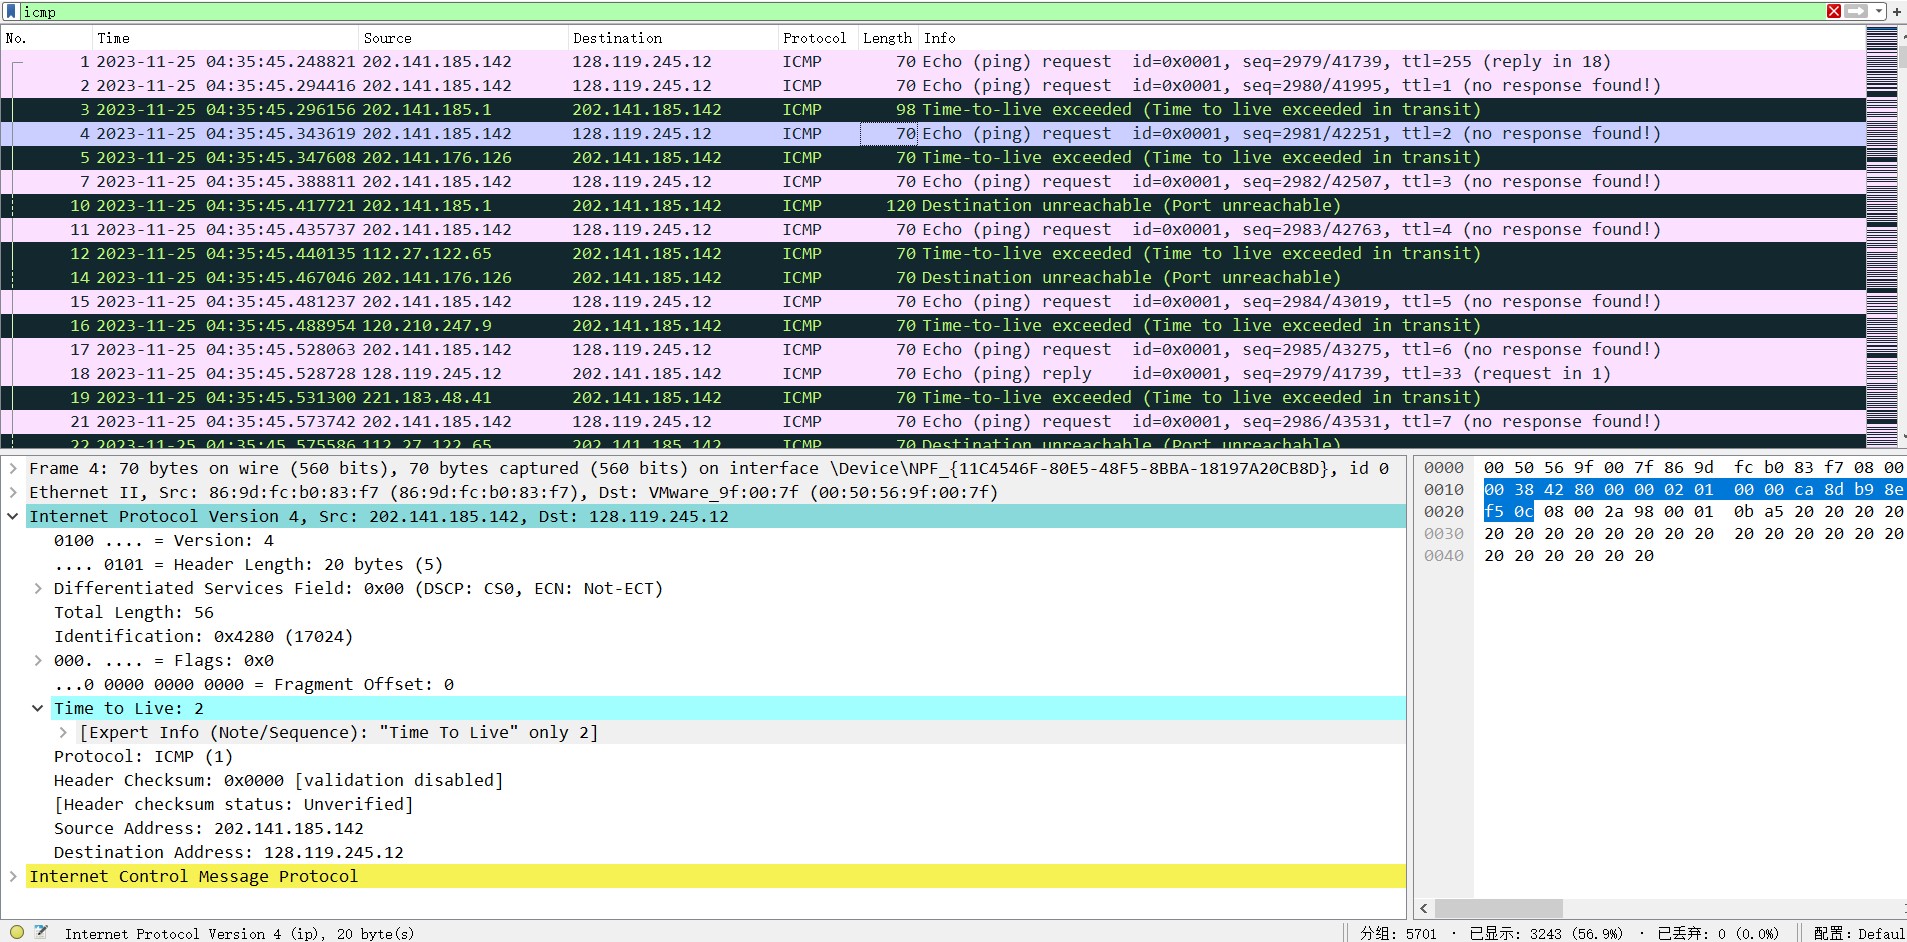 icmp
No. Time Source Destination Protocol Length Info
1 2023-11-25 04:35:45.248821 202.141.185.142 128.119.245.12 ICMP 70 Echo (ping) request id=0x0001, seq=2979/41739, ttl=255 (reply in 18)
2 2023-11-25 04:35:45.294416 202.141.185.142 128.119.245.12 ICMP 70 Echo (ping) request id=0x0001, seq=2980/41995, ttl=1 (no response found!)
3 2023-11-25 04:35:45.296156 202.141.185.1 202.141.185.142 ICMP 98 Time-to-live exceeded (Time to live exceeded in transit)
4 2023-11-25 04:35:45.343619 202.141.185.142 128.119.245.12 ICMP 70 Echo (ping) request id=0x0001, seq=2981/42251, ttl=2 (no response found!)
5 2023-11-25 04:35:45.347608 202.141.176.126 202.141.185.142 ICMP 70 Time-to-live exceeded (Time to live exceeded in transit)
7 2023-11-25 04:35:45.388811 202.141.185.142 128.119.245.12 ICMP 70 Echo (ping) request id=0x0001, seq=2982/42507, ttl=3 (no response found!)
10 2023-11-25 04:35:45.417721 202.141.185.1 202.141.185.142 ICMP 120 Destination unreachable (Port unreachable)
11 2023-11-25 04:35:45.435737 202.141.185.142 128.119.245.12 ICMP 70 Echo (ping) request id=0x0001, seq=2983/42763, ttl=4 (no response found!)
12 2023-11-25 04:35:45.440135 112.27.122.65 202.141.185.142 ICMP 70 Time-to-live exceeded (Time to live exceeded in transit)
14 2023-11-25 04:35:45.467046 202.141.176.126 202.141.185.142 ICMP 70 Destination unreachable (Port unreachable)
15 2023-11-25 04:35:45.481237 202.141.185.142 128.119.245.12 ICMP 70 Echo (ping) request id=0x0001, seq=2984/43019, ttl=5 (no response found!)
16 2023-11-25 04:35:45.488954 120.210.247.9 202.141.185.142 ICMP 70 Time-to-live exceeded (Time to live exceeded in transit)
17 2023-11-25 04:35:45.528063 202.141.185.142 128.119.245.12 ICMP 70 Echo (ping) request id=0x0001, seq=2985/43275, ttl=6 (no response found!)
18 2023-11-25 04:35:45.528728 128.119.245.12 202.141.185.142 ICMP 70 Echo (ping) reply id=0x0001, seq=2979/41739, ttl=33 (request in 1)
19 2023-11-25 04:35:45.531300 221.183.48.41 202.141.185.142 ICMP 70 Time-to-live exceeded (Time to live exceeded in transit)
21 2023-11-25 04:35:45.573742 202.141.185.142 128.119.245.12 ICMP 70 Echo (ping) request id=0x0001, seq=2986/43531, ttl=7 (no response found!)
22 2023-11-25 04:35:45.575586 112.27.122.65 202.141.185.142 ICMP 70 Destination unreachable (Port unreachable)
Frame 4: 70 bytes on wire (560 bits), 70 bytes captured (560 bits) on interface \Device\NPF_{11C4546F-80E5-48F5-8BBA-18197A20CB8D}, id 0
Ethernet II, Src: 86:9d:fc:b0:83:f7 (86:9d:fc:b0:83:f7), Dst: VMware_9f:00:7f (00:50:56:9f:00:7f)
Internet Protocol Version 4, Src: 202.141.185.142, Dst: 128.119.245.12
0100 .... = Version: 4
.... 0101 = Header Length: 20 bytes (5)
Differentiated Services Field: 0x00 (DSCP: CS0, ECN: Not-ECT)
Total Length: 56
Identification: 0x4280 (17024)
000. .... = Flags: 0x0
...0 0000 0000 0000 = Fragment Offset: 0
Time to Live: 2
[Expert Info (Note/Sequence): "Time To Live" only 2]
Protocol: ICMP (1)
Header Checksum: 0x0000 [validation disabled]
[Header checksum status: Unverified]
Source Address: 202.141.185.142
Destination Address: 128.119.245.12
Internet Control Message Protocol
0000 00 50 56 9f 00 7f 86 9d fc b0 83 f7 08 00
0010 00 38 42 80 00 00 02 01 00 00 ca 8d b9 8e
0020 f5 0c 08 00 2a 98 00 01 0b a5 20 20 20 20
0030 20 20 20 20 20 20 20 20 20 20 20 20 20 20
0040 20 20 20 20 20 20
Internet Protocol Version 4 (ip), 20 byte(s)
分组: 5701 · 已显示: 3243 (56.9%) · 已丢弃: 0 (0.0%)
配置: Defaul